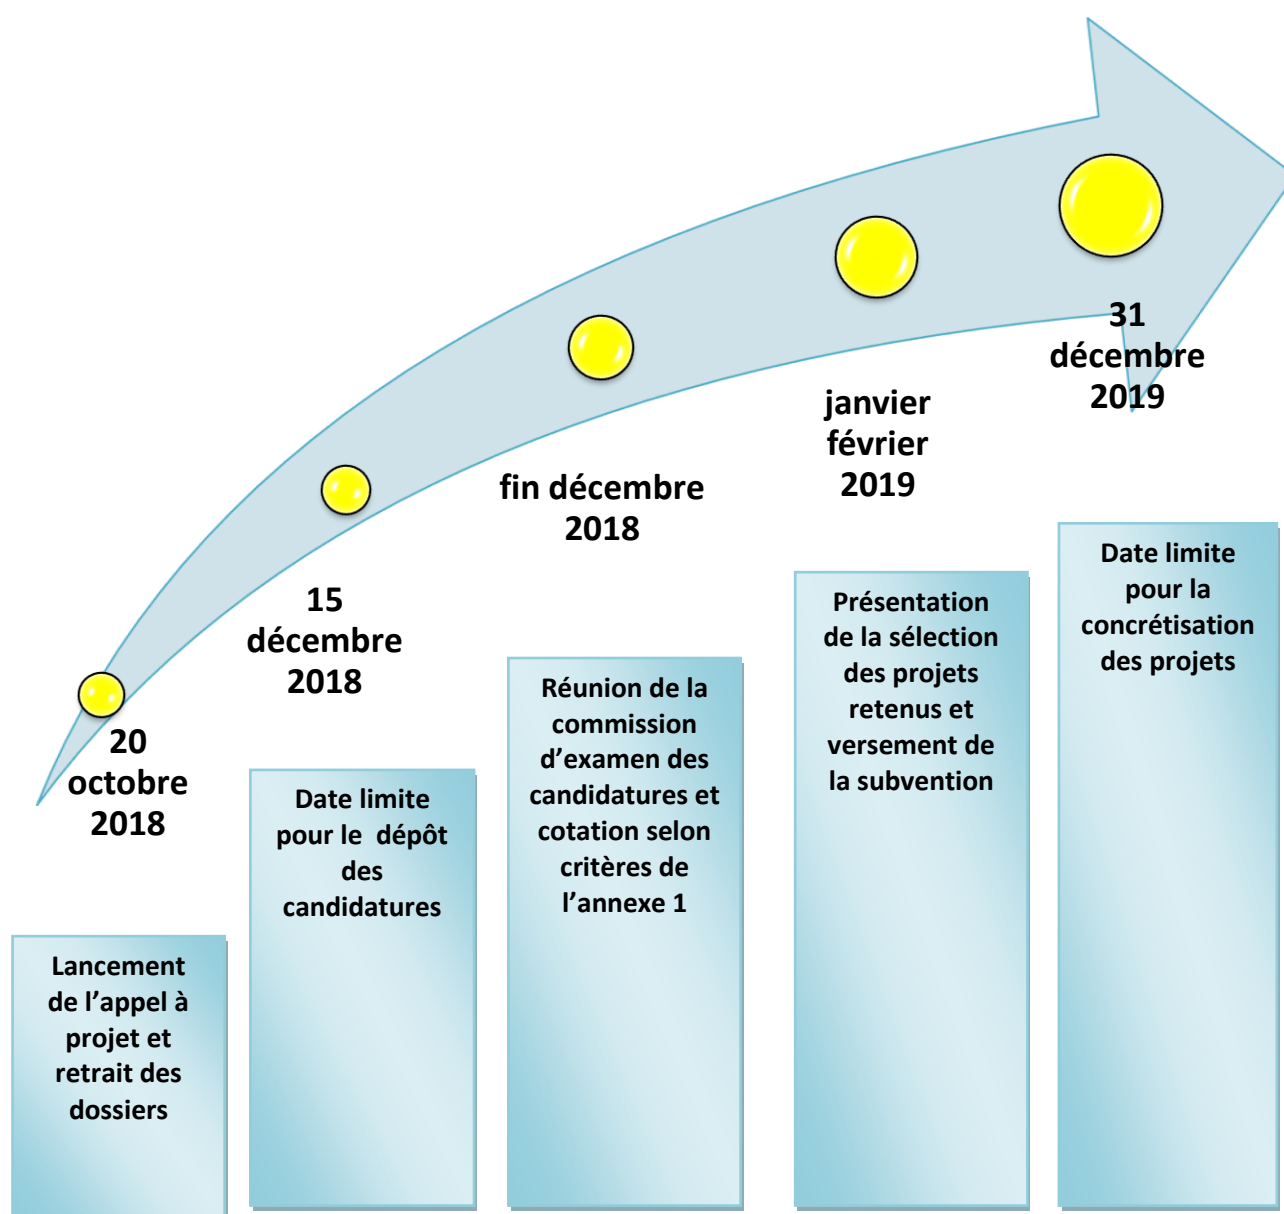 20
octobre
2018
Lancement
de l’appel à
projet et
retrait des
dossiers
15
décembre
2018
Date limite
pour le  dépôt
des
candidatures
fin décembre
2018
Réunion de la
commission
d’examen des
candidatures et
cotation selon
critères de
l’annexe 1
janvier
février
2019
Présentation
de la sélection
des projets
retenus et
versement de
la subvention
31
décembre
2019
Date limite
pour la
concrétisation
des projets